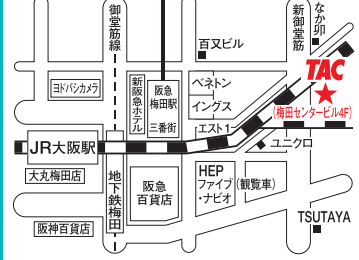 御堂筋線
新御堂筋
なか卯
百又ビル
TAC
(梅田センタービル4F)
ヨドバシカメラ
新阪急ホテル
阪急
梅田駅
三番街
ベネトン
イングス
エスト1
ユニクロ
JR大阪駅
大丸梅田店
地下鉄梅田
阪急
百貨店
HEP
ファイブ(観覧車)
・ナビオ
阪神百貨店
TSUTAYA